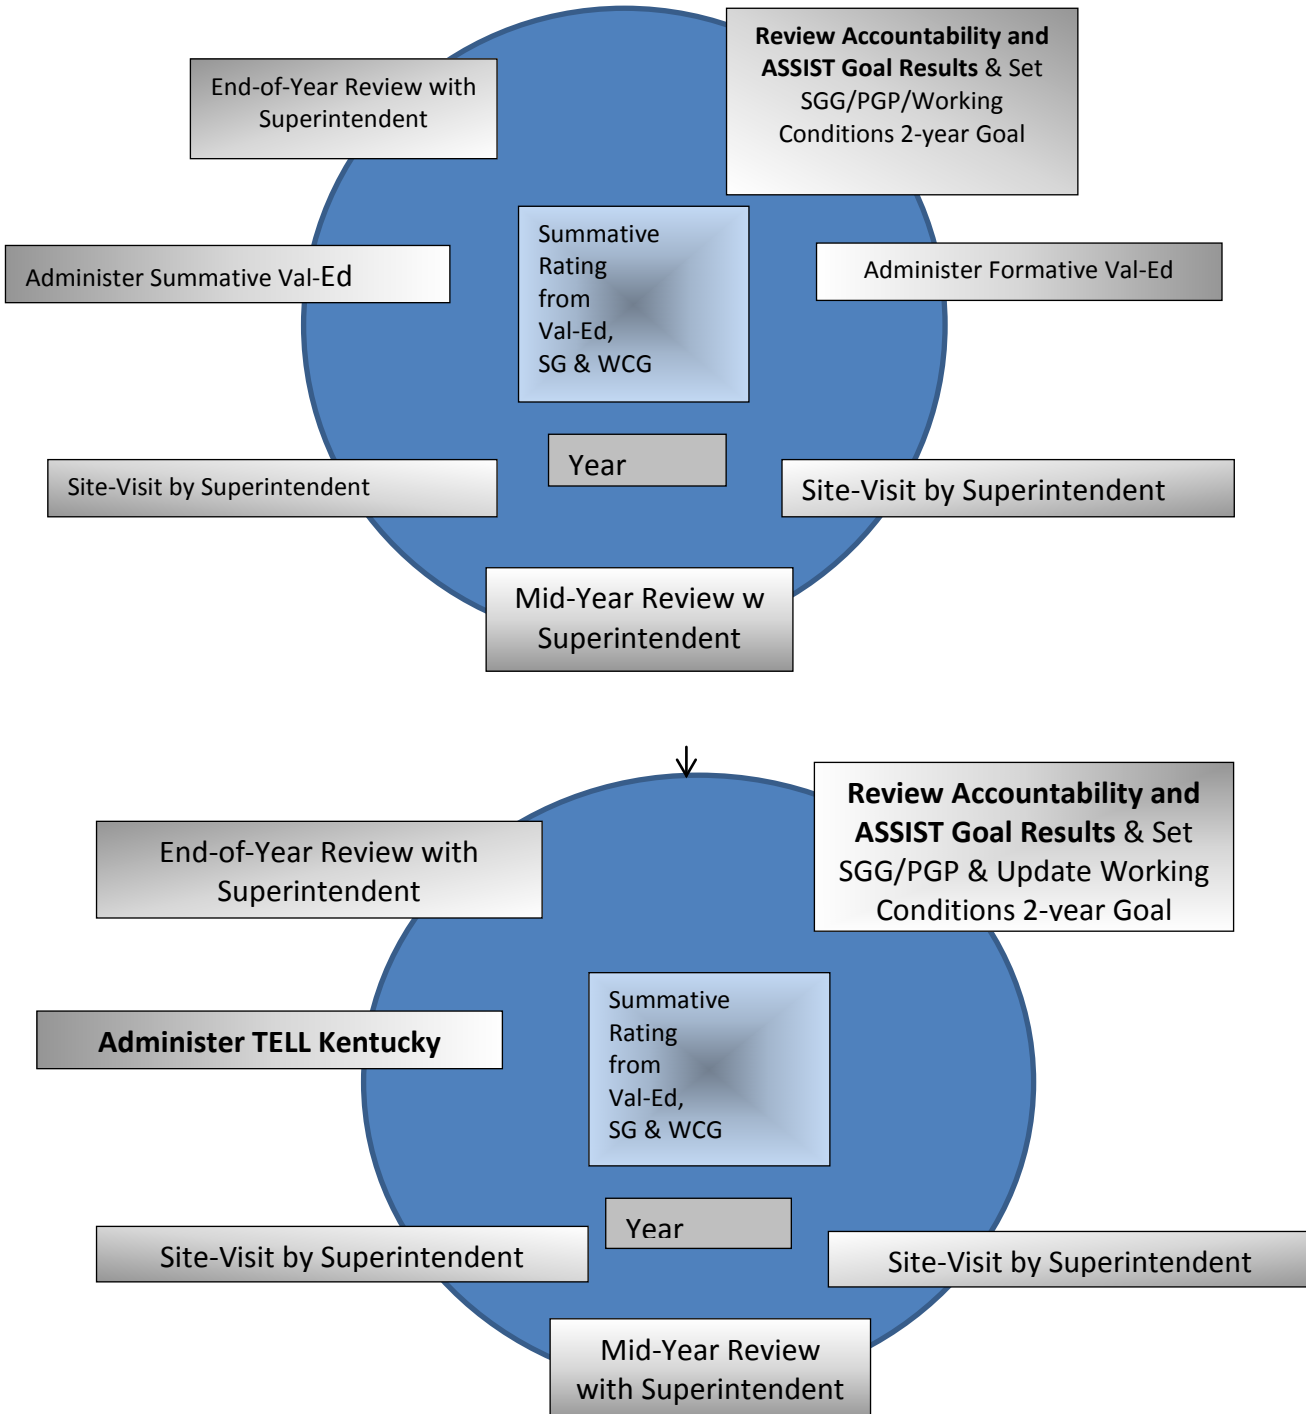 Review Accountability and
ASSIST Goal Results & Set
SGG/PGP/Working
Conditions 2-year Goal
End-of-Year Review with
Superintendent
Summative
Rating
from
Val-Ed,
SG & WCG
Administer Summative Val-Ed
Administer Formative Val-Ed
Year
Site-Visit by Superintendent
Site-Visit by Superintendent
Mid-Year Review w
Superintendent
Review Accountability and
ASSIST Goal Results & Set
SGG/PGP & Update Working
Conditions 2-year Goal
End-of-Year Review with
Superintendent
Summative
Rating
from
Val-Ed,
SG & WCG
Administer TELL Kentucky
Year
Site-Visit by Superintendent
Site-Visit by Superintendent
Mid-Year Review
with Superintendent